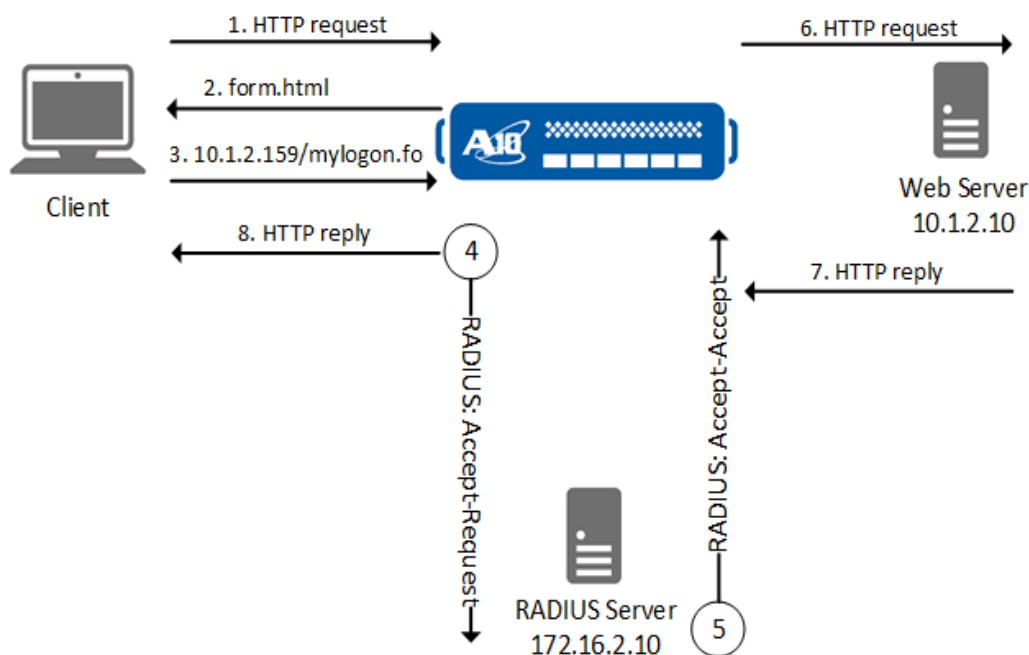 1. HTTP request
6. HTTP request
2. form.html
A10
3. 10.1.2.159/mylogon.fo
Client
Web Server
10.1.2.10
8. HTTP reply
4
7. HTTP reply
RADIUS: Accept-Request
RADIUS: Accept-Accept
RADIUS Server
172.16.2.10
5